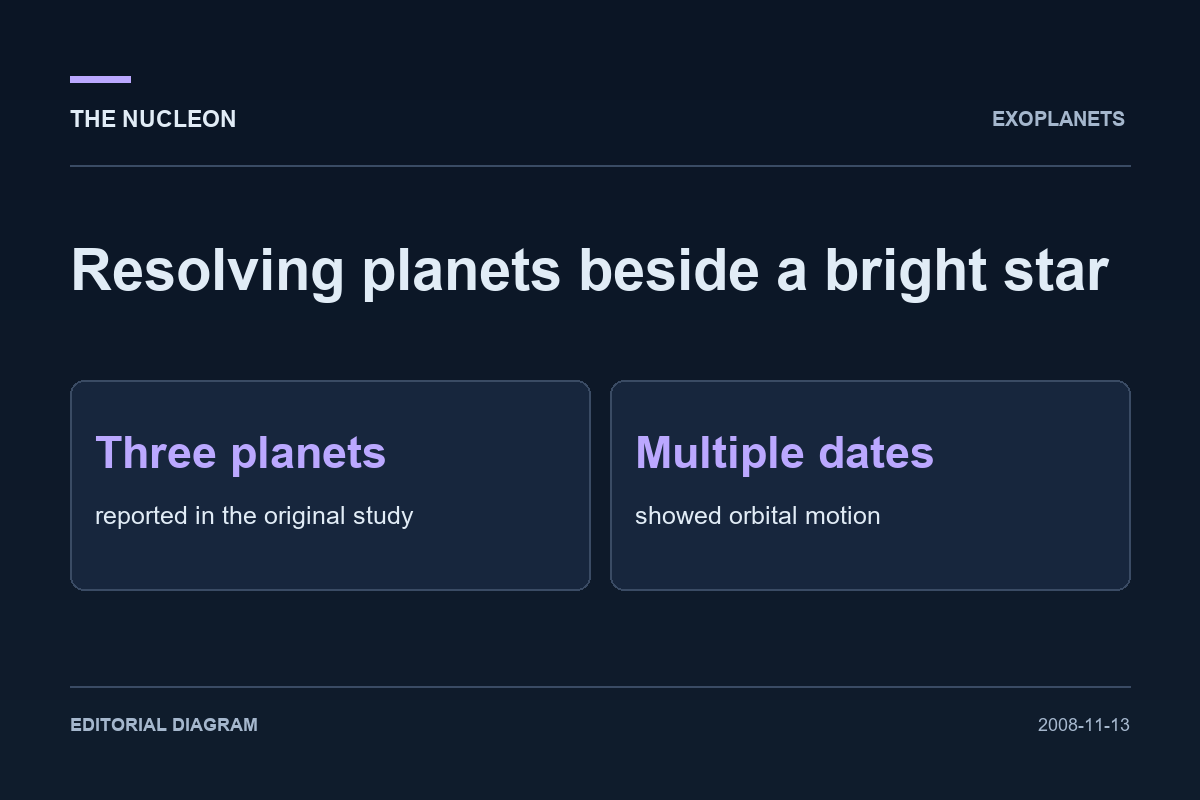 THE NUCLEON
EXOPLANETS
Resolving planets beside a bright star
Three planets
reported in the original study
Multiple dates
showed orbital motion
EDITORIAL DIAGRAM
2008-11-13